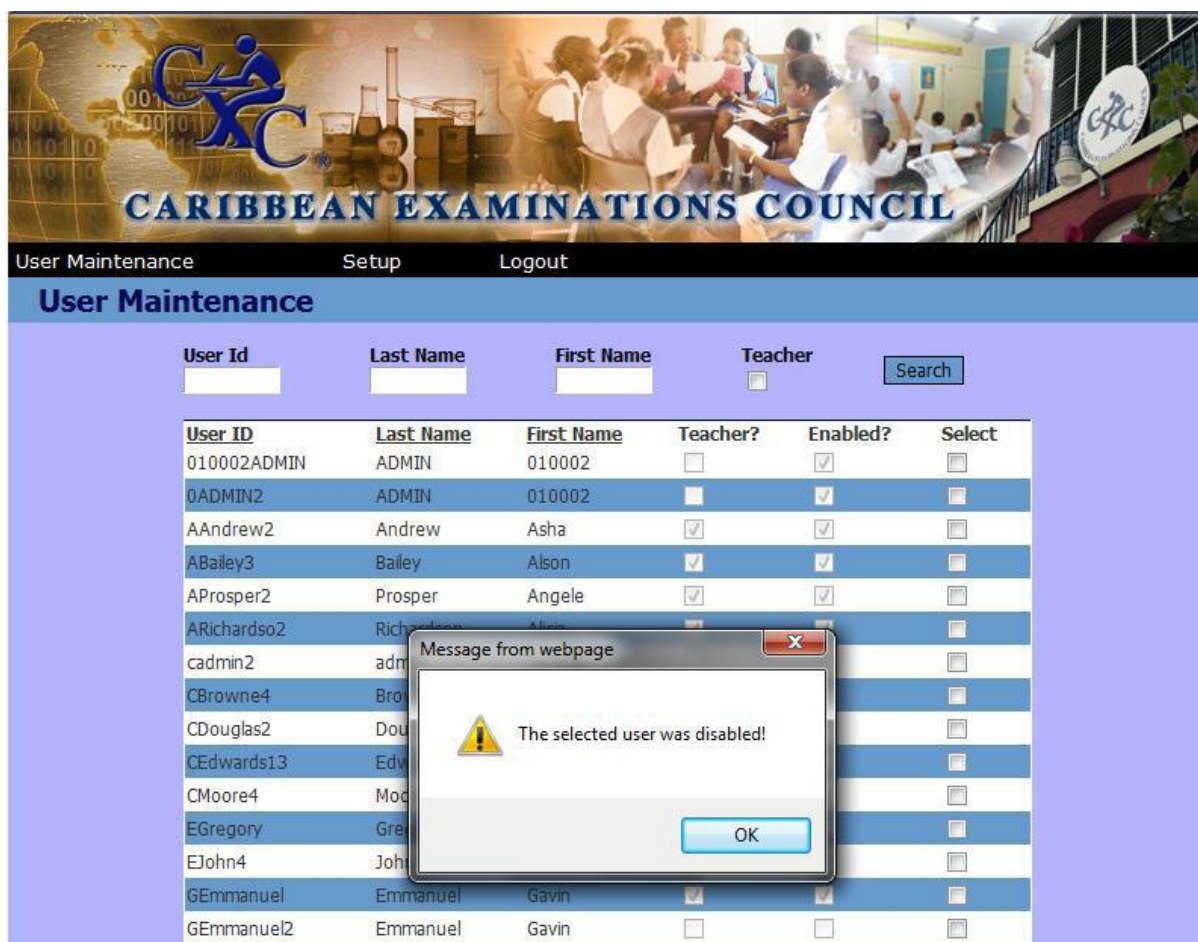 CXC
CXC
CARIBBEAN EXAMINATIONS COUNCIL
User Maintenance Setup Logout
User Maintenance
User Id Last Name First Name Teacher
Search
User ID Last Name First Name Teacher? Enabled? Select
010002ADMIN ADMIN 010002
0ADMIN2 ADMIN 010002
AAndrew2 Andrew Asha
ABailey3 Bailey Alson
AProsper2 Prosper Angele
ARichardso2
cadmin2
CBrowne4
CDouglas2
CEdwards13
CMoore4
EGregory
EJohn4
Message from webpage
The selected user was disabled!
OK
GEmmanuel Emmanuel Gavin
GEmmanuel2 Emmanuel Gavin